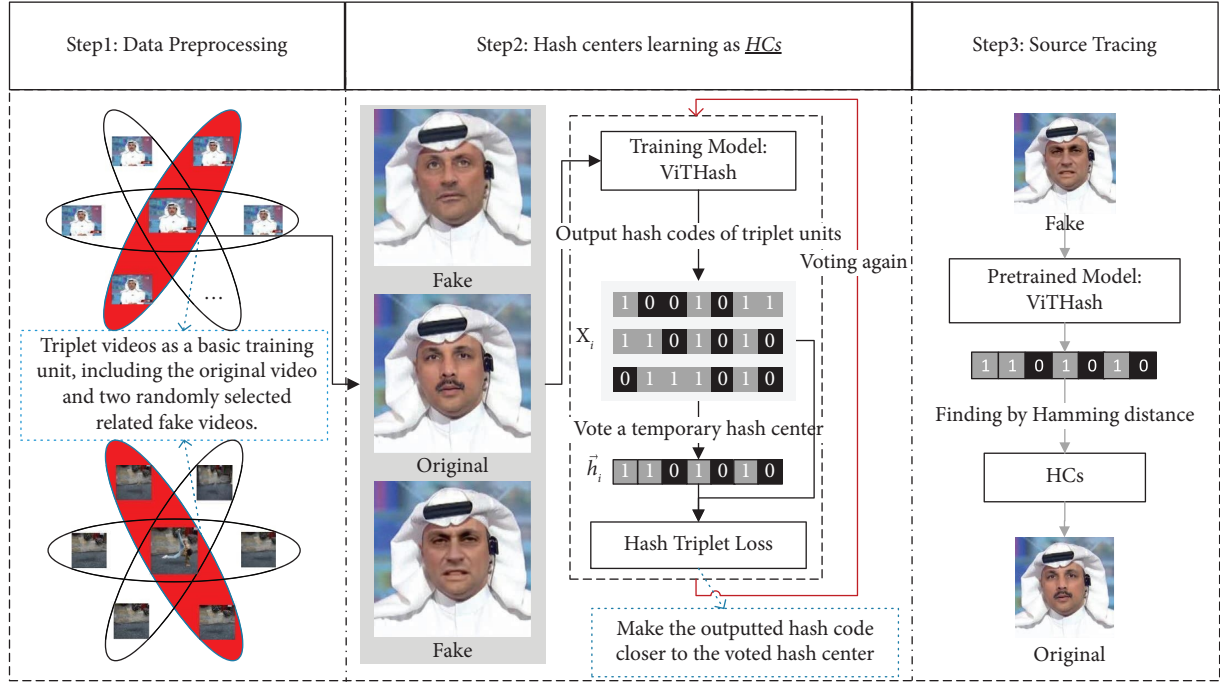 Step1: Data Preprocessing
Step2: Hash centers learning as HCs
Step3: Source Tracing
...
Triplet videos as a basic training
unit, including the original video
and two randomly selected
related fake videos.
Fake
Original
Fake
Training Model:
ViTHash
Output hash codes of triplet units
Voting again
X_i
1 0 0 1 0 1 1
1 1 0 1 0 1 0
0 1 1 1 0 1 0
Vote a temporary hash center
h⃗_i
1 1 0 1 0 1 0
Hash Triplet Loss
Make the outputted hash code
closer to the voted hash center
Fake
Pretrained Model:
ViTHash
1 1 0 1 0 1 0
Finding by Hamming distance
HCs
Original